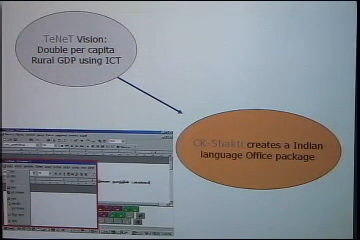 TeNeT Vision:
Double per capita
Rural GDP using ICT
CK-Shakti creates a Indian
language Office package